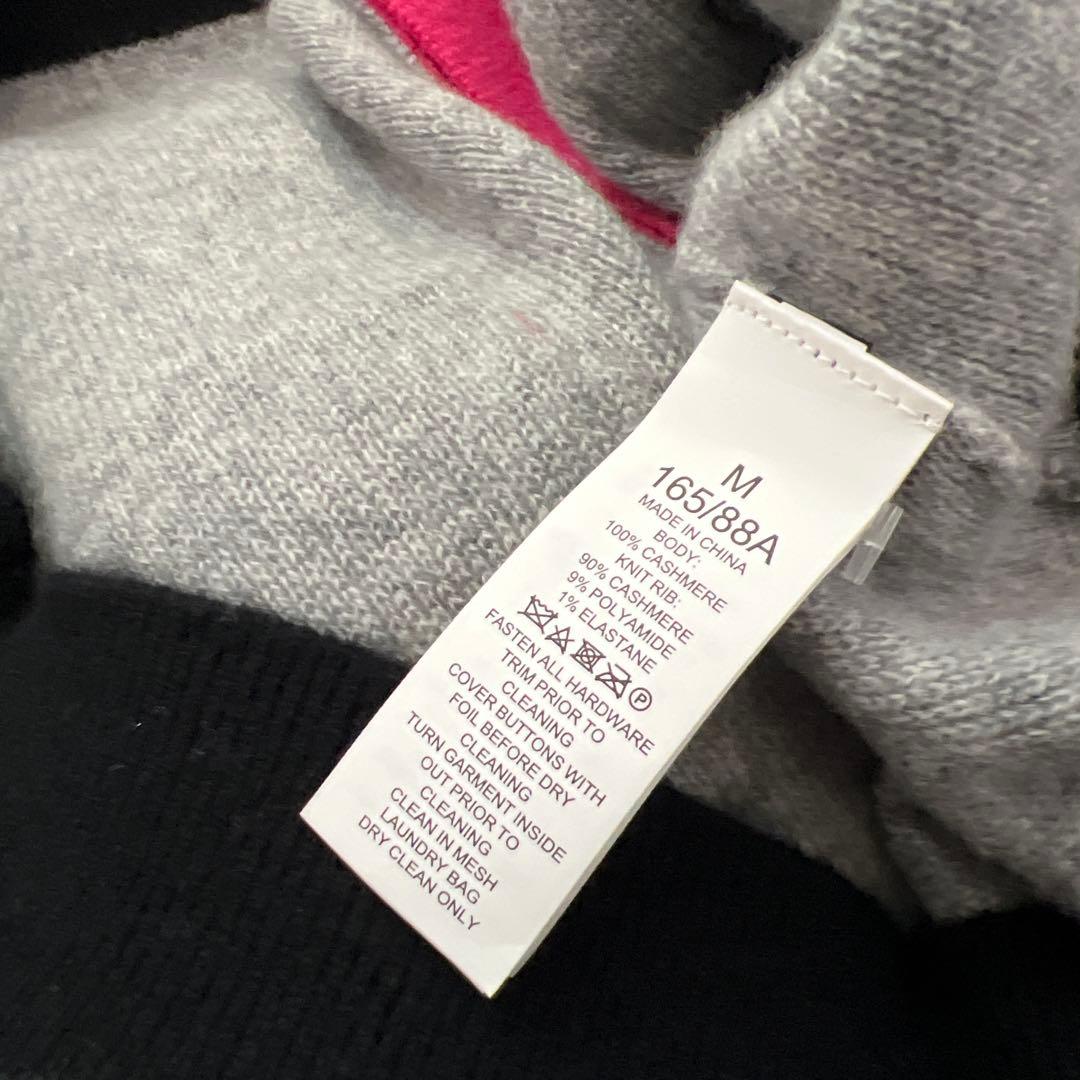 M
165/88A
MADE IN CHINA
BODY:
100% CASHMERE
KNIT RIB:
90% CASHMERE
9% POLYAMIDE
1% ELASTANE
P
FASTEN ALL HARDWARE
TRIM PRIOR TO
CLEANING
COVER BUTTONS WITH
FOIL BEFORE DRY
CLEANING
TURN GARMENT INSIDE
OUT PRIOR TO
CLEANING
CLEAN IN MESH
LAUNDRY BAG
DRY CLEAN ONLY